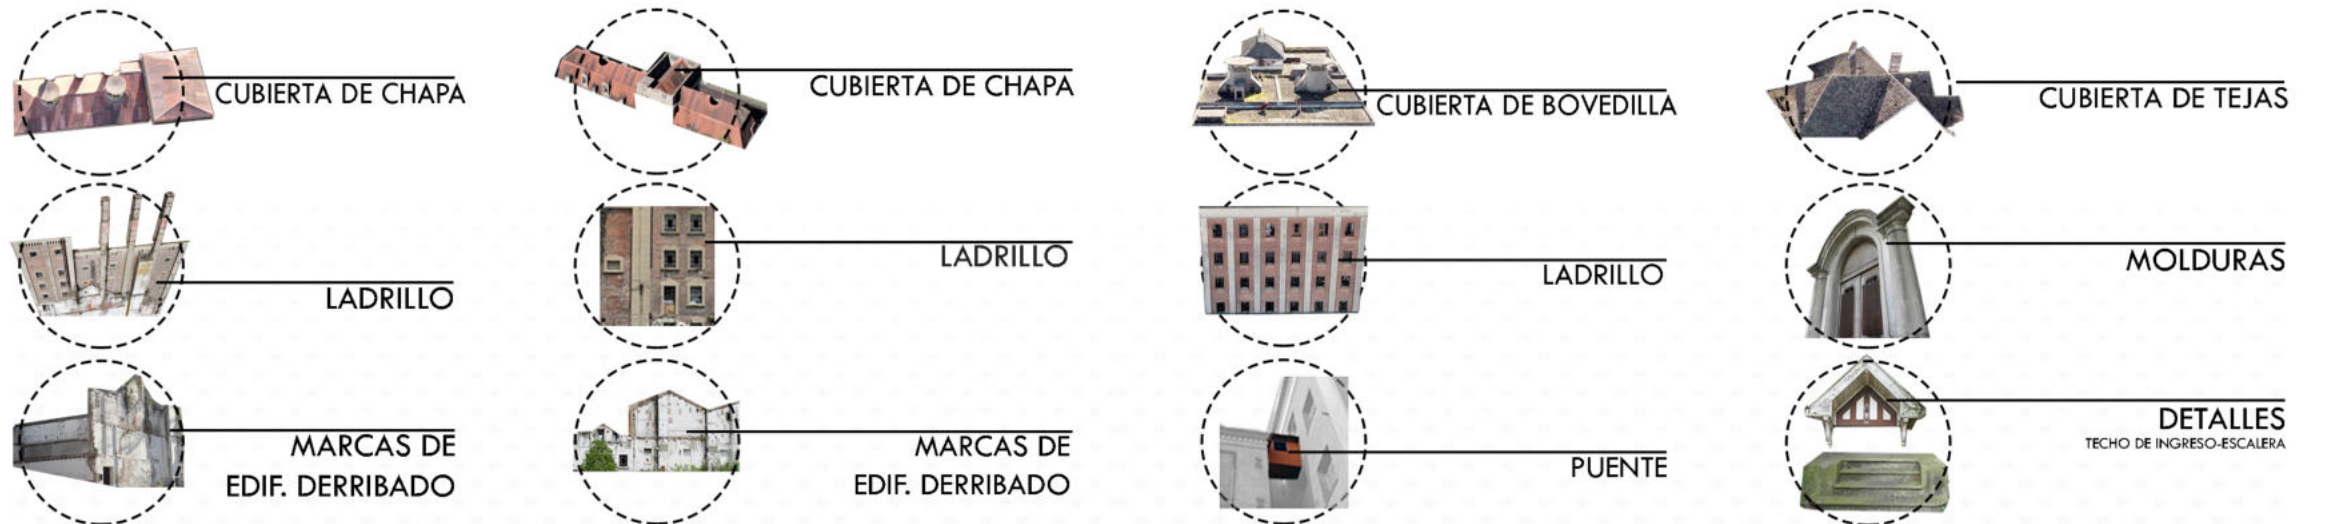 CUBIERTA DE CHAPA
CUBIERTA DE CHAPA
CUBIERTA DE BOVEDILLA
CUBIERTA DE TEJAS
LADRILLO
LADRILLO
LADRILLO
MOLDURAS
MARCAS DE
EDIF. DERRIBADO
MARCAS DE
EDIF. DERRIBADO
PUENTE
DETALLES
TECHO DE INGRESO-ESCALERA